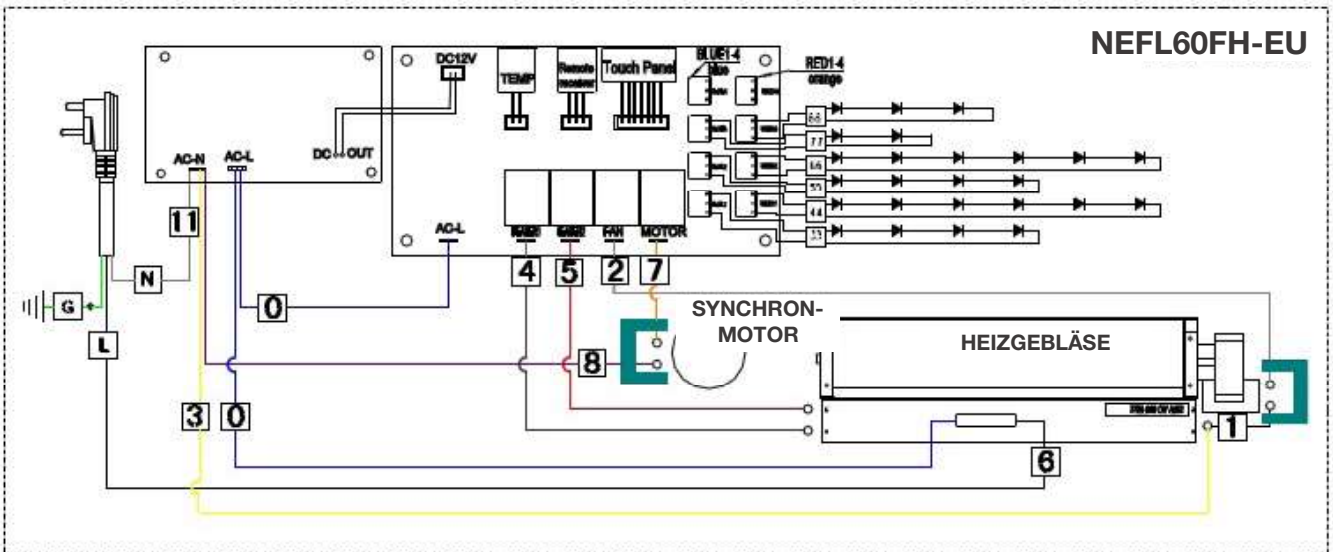 NEFL60FH-EU
DC12V
TEMP
Remote
receiver
Touch Panel
BLUE1-4
blue
RED1-4
orange
AC-N
AC-L
DC OUT
AC-L
FAN
MOTOR
66
77
55
44
33
11
N
G
L
0
4
5
2
7
SYNCHRON-
MOTOR
HEIZGEBLÄSE
8
3
0
6
1